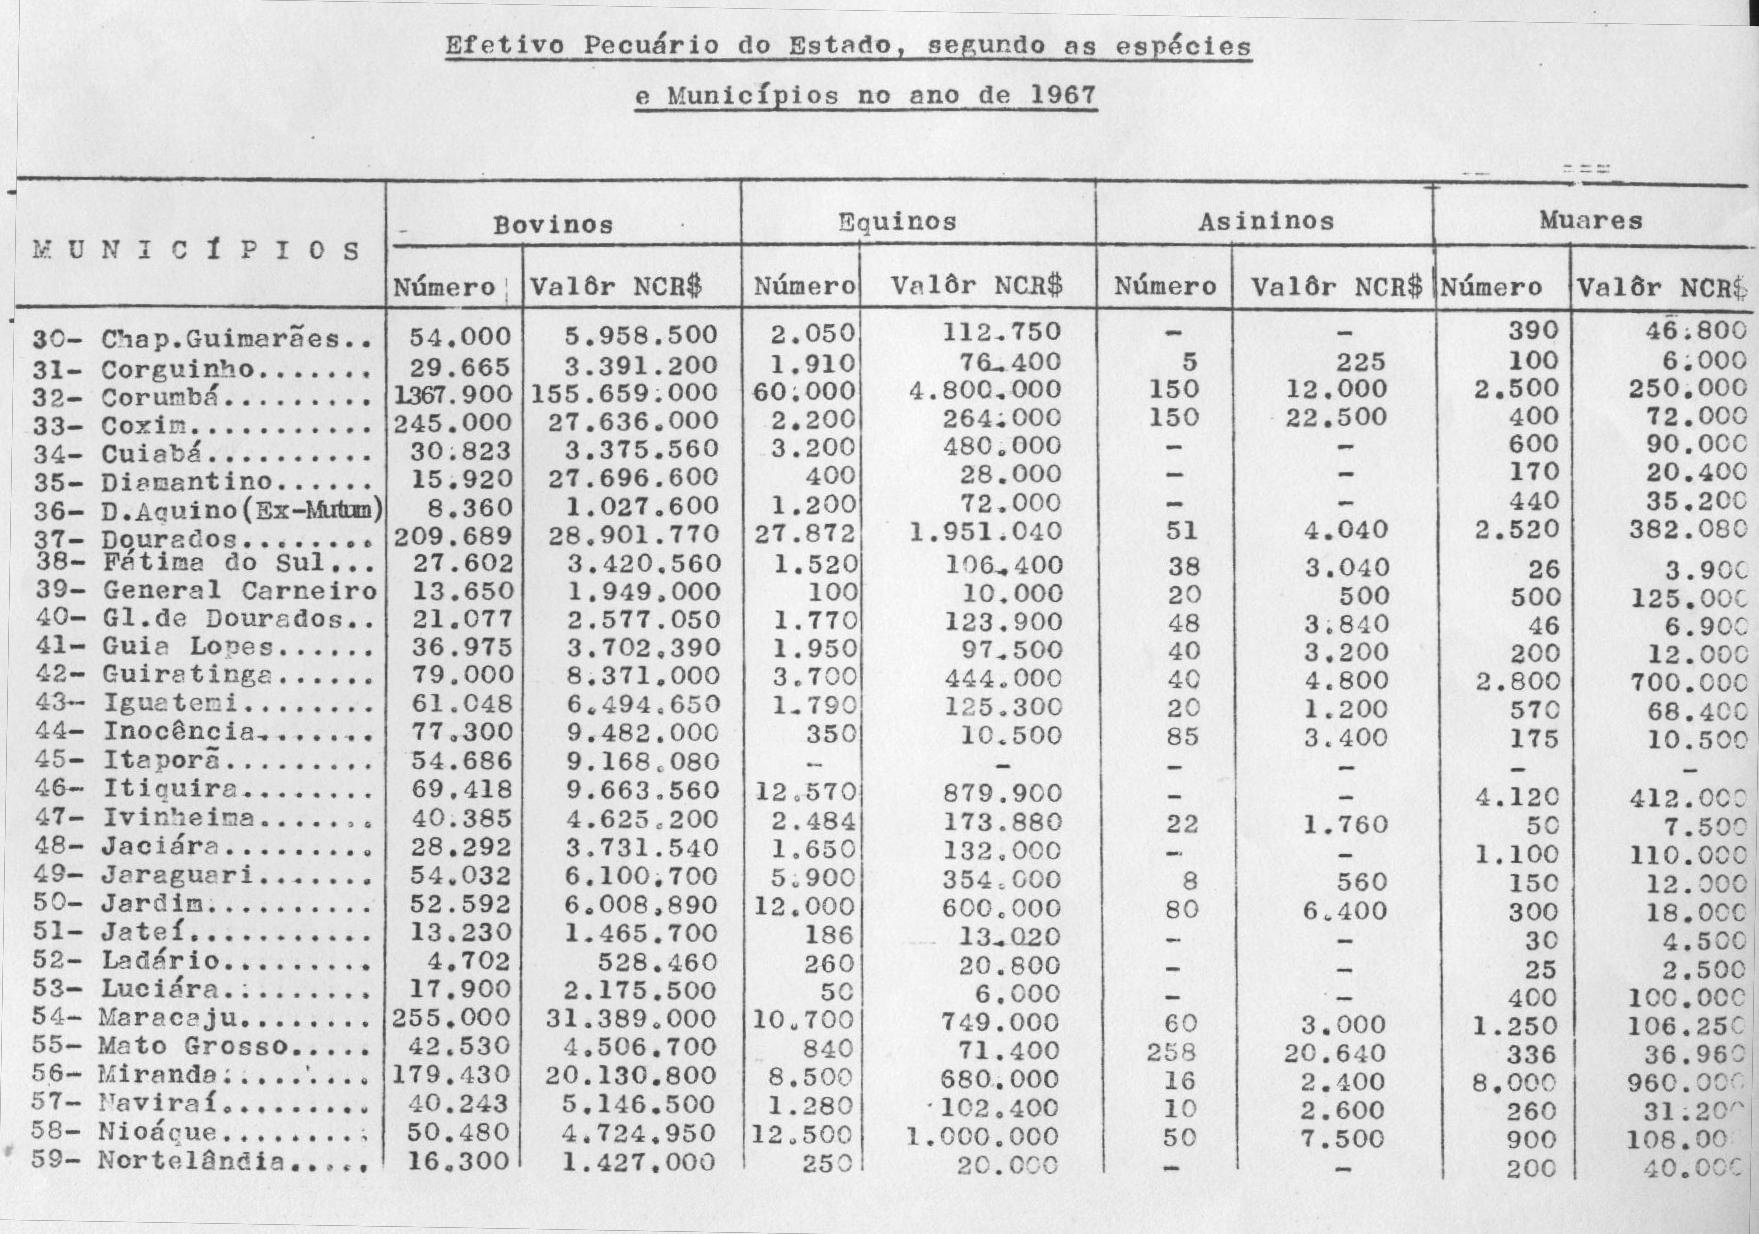 Efetivo Pecuário do Estado, segundo as espécies
e Municípios no ano de 1967
MUNICÍPIOS Bovinos Equinos Asininos Muares
Número Valôr NCR$ Número Valôr NCR$ Número Valôr NCR$ Número Valôr NCR$
30- Chap.Guimarães.. 54.000 5.958.500 2.050 112.750 - - 390 46.800
31- Corguinho....... 29.665 3.391.200 1.910 76.400 5 225 100 6.000
32- Corumbá......... 1367.900 155.659.000 60.000 4.800.000 150 12.000 2.500 250.000
33- Coxim........... 245.000 27.636.000 2.200 264.000 150 22.500 400 72.000
34- Cuiabá.......... 30.823 3.375.560 3.200 480.000 - - 600 90.000
35- Diamantino...... 15.920 27.696.600 400 28.000 - - 170 20.400
36- D.Aquino(Ex-Mutum) 8.360 1.027.600 1.200 72.000 - - 440 35.200
37- Dourados........ 209.689 28.901.770 27.872 1.951.040 51 4.040 2.520 382.080
38- Fátima do Sul... 27.602 3.420.560 1.520 106.400 38 3.040 26 3.900
39- General Carneiro 13.650 1.949.000 100 10.000 20 500 500 125.000
40- Gl.de Dourados.. 21.077 2.577.050 1.770 123.900 48 3.840 46 6.900
41- Guia Lopes...... 36.975 3.702.390 1.950 97.500 40 3.200 200 12.000
42- Guiratinga...... 79.000 8.371.000 3.700 444.000 40 4.800 2.800 700.000
43- Iguatemi........ 61.048 6.494.650 1.790 125.300 20 1.200 570 68.400
44- Inocência....... 77.300 9.482.000 350 10.500 85 3.400 175 10.500
45- Itaporã......... 54.686 9.168.080 - - - - - -
46- Itiquira........ 69.418 9.663.560 12.570 879.900 - - 4.120 412.000
47- Ivinheima....... 40.385 4.625.200 2.484 173.880 22 1.760 50 7.500
48- Jaciára......... 28.292 3.731.540 1.650 132.000 - - 1.100 110.000
49- Jaraguari....... 54.032 6.100.700 5.900 354.000 8 560 150 12.000
50- Jardim.......... 52.592 6.008.890 12.000 600.000 80 6.400 300 18.000
51- Jateí........... 13.230 1.465.700 186 13.020 - - 30 4.500
52- Ladário......... 4.702 528.460 260 20.800 - - 25 2.500
53- Luciára......... 17.900 2.175.500 50 6.000 - - 400 100.000
54- Maracaju........ 255.000 31.389.000 10.700 749.000 60 3.000 1.250 106.250
55- Mato Grosso..... 42.530 4.506.700 840 71.400 258 20.640 336 36.960
56- Miranda......... 179.430 20.130.800 8.500 680.000 16 2.400 8.000 960.000
57- Naviraí......... 40.243 5.146.500 1.280 102.400 10 2.600 260 31.200
58- Nioáque......... 50.480 4.724.950 12.500 1.000.000 50 7.500 900 108.00
59- Nortelândia..... 16.300 1.427.000 250 20.000 - - 200 40.000